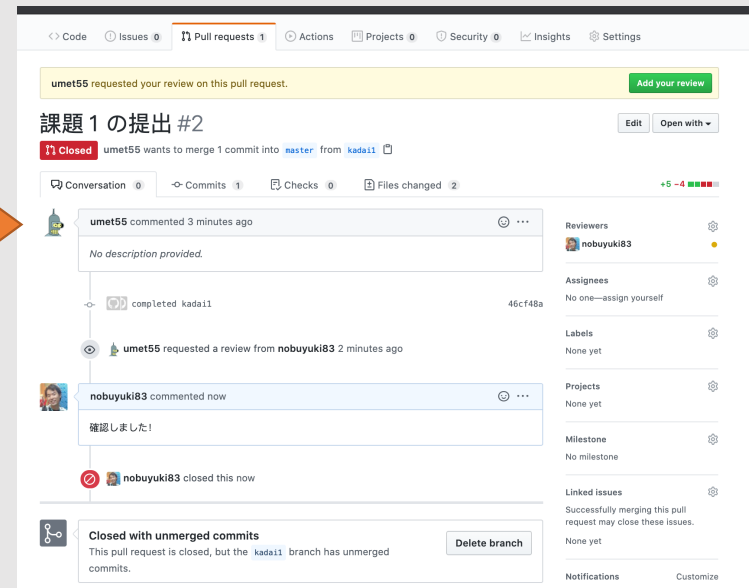 Code Issues 0 Pull requests 1 Actions Projects 0 Security 0 Insights Settings
umet55 requested your review on this pull request. Add your review
課題1の提出 #2 Edit Open with
Closed umet55 wants to merge 1 commit into master from kadai1
Conversation 0 Commits 1 Checks 0 Files changed 2 +5 −4
umet55 commented 3 minutes ago
No description provided.
completed kadai1 46cf48a
umet55 requested a review from nobuyuki83 2 minutes ago
nobuyuki83 commented now
確認しました!
nobuyuki83 closed this now
Closed with unmerged commits
This pull request is closed, but the kadai1 branch has unmerged
commits.
Delete branch
Reviewers
nobuyuki83
Assignees
No one—assign yourself
Labels
None yet
Projects
None yet
Milestone
No milestone
Linked issues
Successfully merging this pull
request may close these issues.
None yet
Notifications Customize